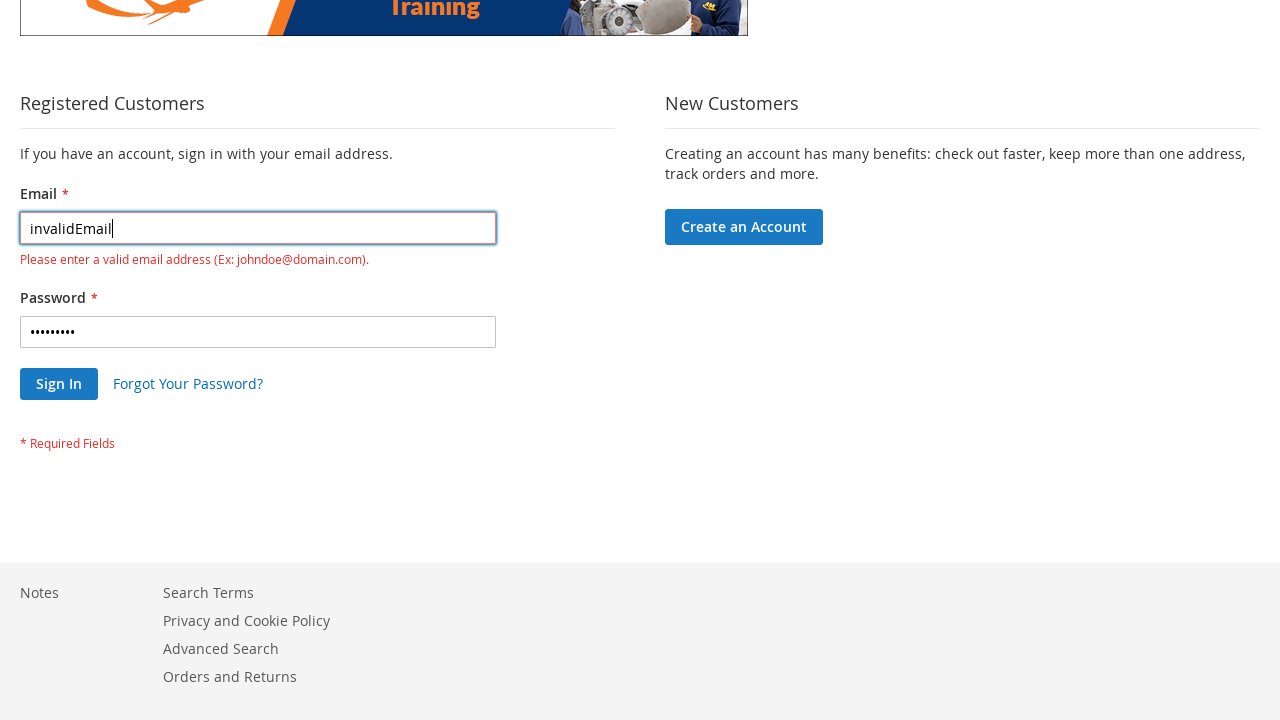 Training
Registered Customers
If you have an account, sign in with your email address.
Email *
invalidEmail
Please enter a valid email address (Ex: johndoe@domain.com).
Password *
•••••••••
Sign In
Forgot Your Password?
* Required Fields
New Customers
Creating an account has many benefits: check out faster, keep more than one address,
track orders and more.
Create an Account
Notes
Search Terms
Privacy and Cookie Policy
Advanced Search
Orders and Returns